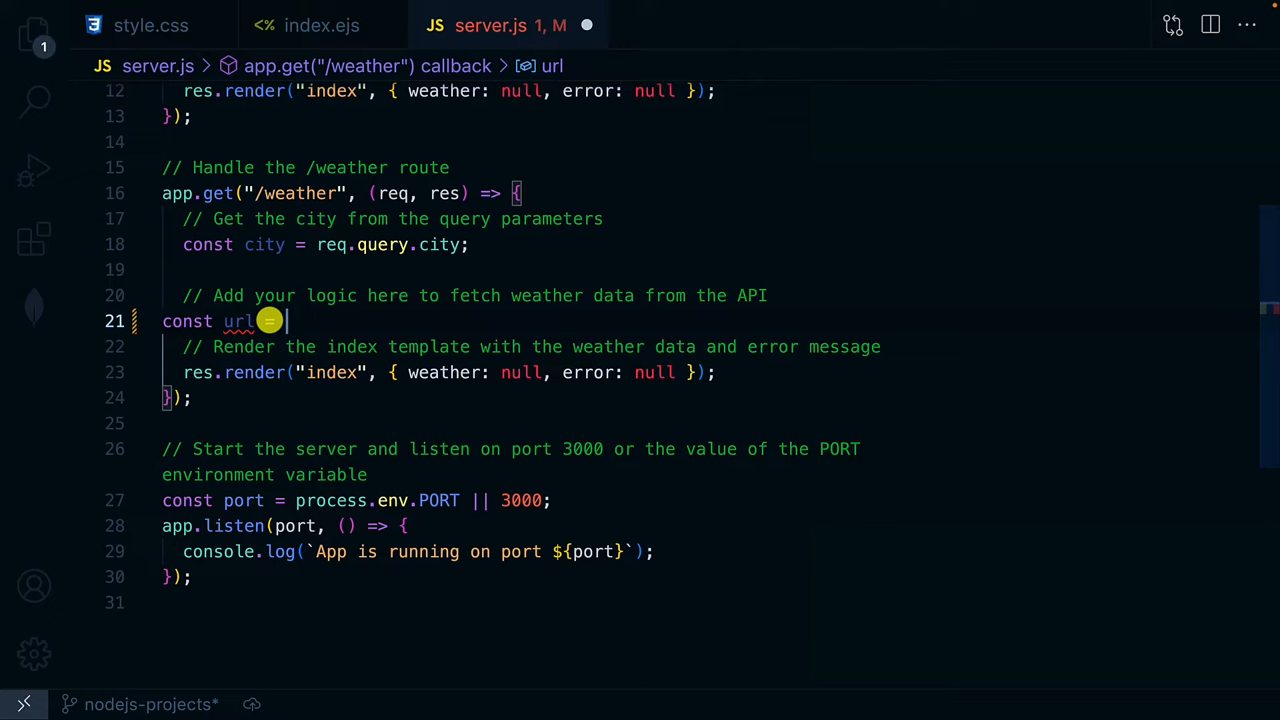 style.css
<% index.ejs
JS server.js 1, M
1
JS server.js > app.get("/weather") callback > url
12 res.render("index", { weather: null, error: null });
13 });
14
15 // Handle the /weather route
16 app.get("/weather", (req, res) => {
17 // Get the city from the query parameters
18 const city = req.query.city;
19
20 // Add your logic here to fetch weather data from the API
21 const url =
22 // Render the index template with the weather data and error message
23 res.render("index", { weather: null, error: null });
24 });
25
26 // Start the server and listen on port 3000 or the value of the PORT
environment variable
27 const port = process.env.PORT || 3000;
28 app.listen(port, () => {
29 console.log(`App is running on port ${port}`);
30 });
31
nodejs-projects*